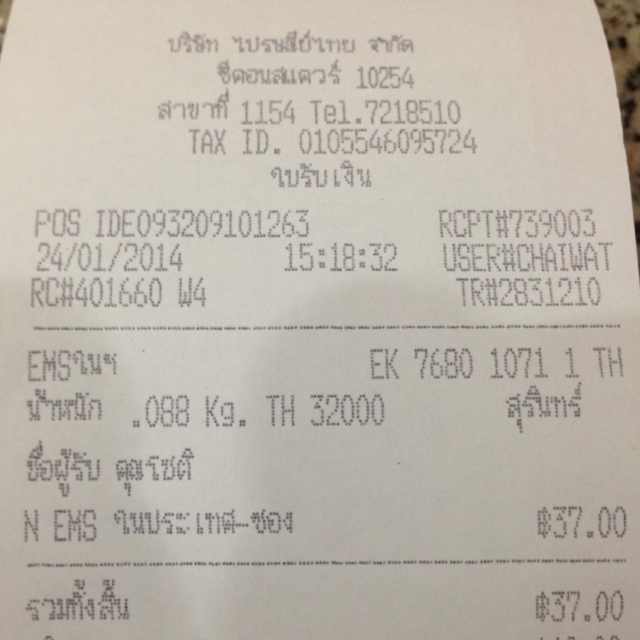 บริษัท ไปรษณีย์ไทย จำกัด
ซีคอนสแควร์ 10254
สาขาที่ 1154 Tel.7218510
TAX ID. 0105546095724
ใบรับเงิน
POS IDE093209101263 RCPT#739003
24/01/2014 15:18:32 USER#CHAIWAT
RC#401660 W4 TR#2831210
EMSในฯ EK 7680 1071 1 TH
น้ำหนัก .088 Kg. TH 32000 สุรินทร์
ชื่อผู้รับ คุณโชติ
N EMS ในประเทศ-ซอง ฿37.00
รวมทั้งสิ้น ฿37.00